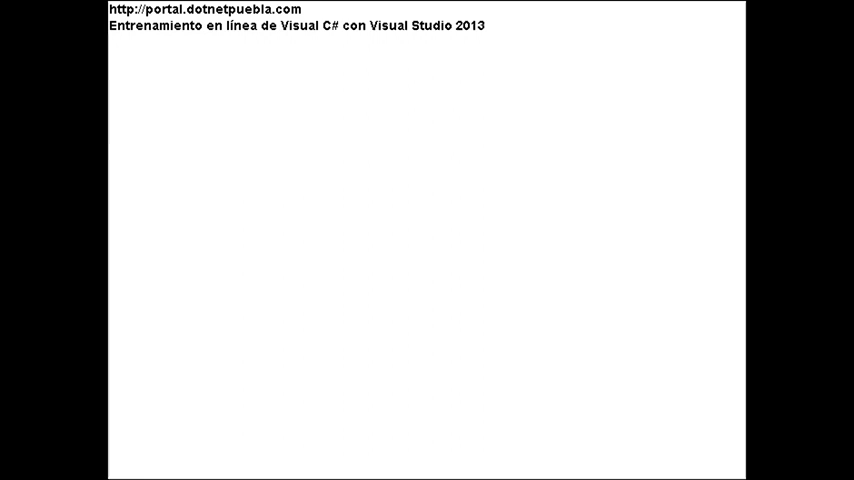 http://portal.dotnetpuebla.com
Entrenamiento en línea de Visual C# con Visual Studio 2013